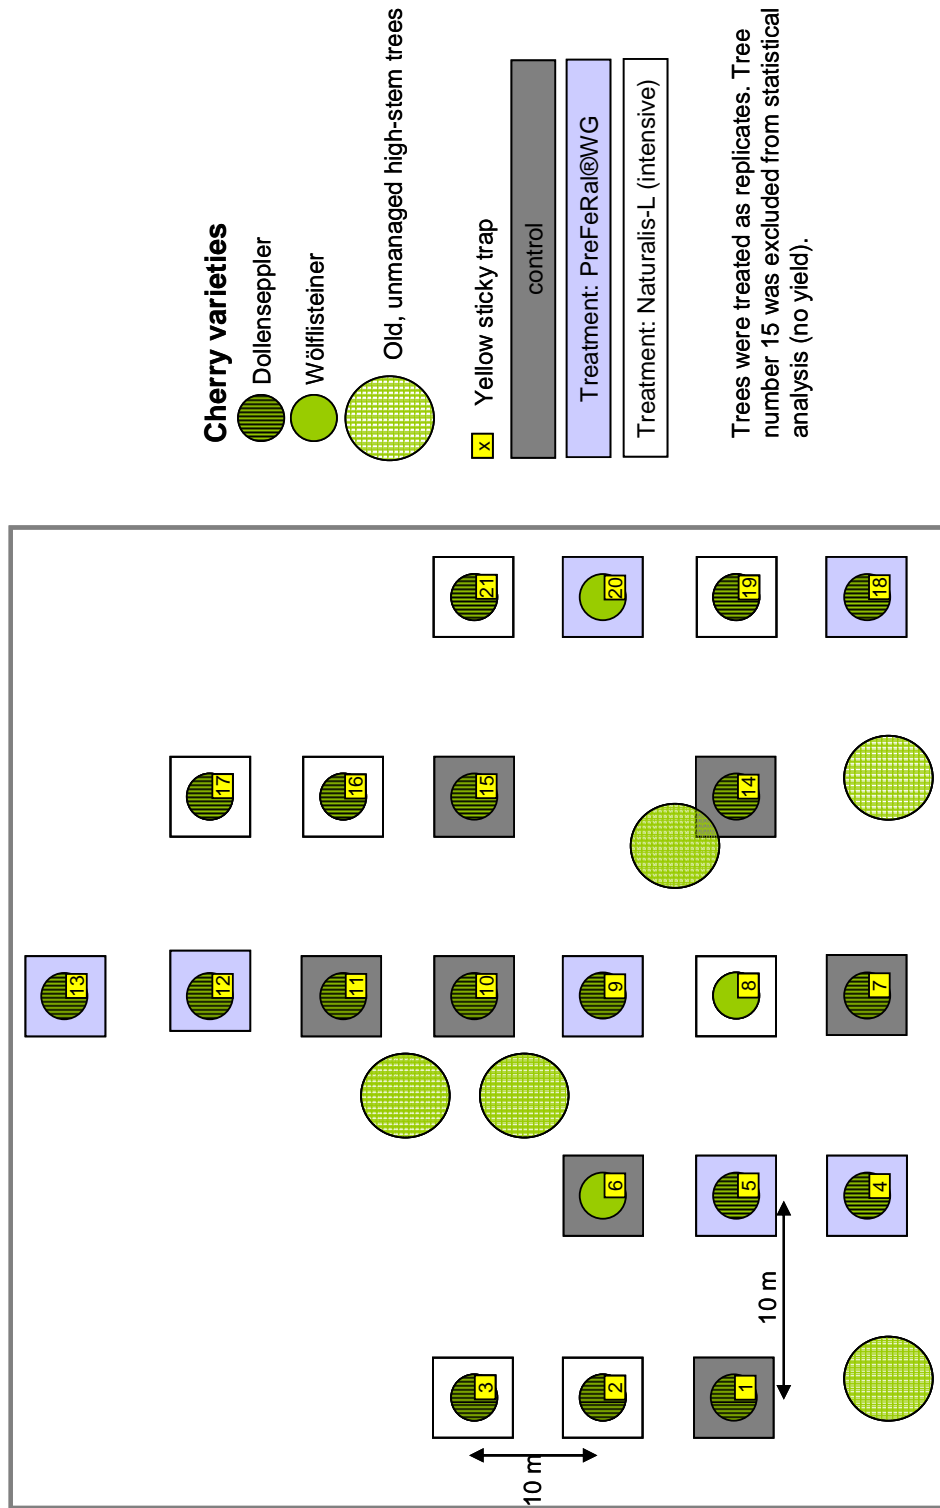 Cherry varieties
Dollenseppler
Wölflisteiner
Old, unmanaged high-stem trees
x Yellow sticky trap
control
Treatment: PreFeRal®WG
Treatment: Naturalis-L (intensive)
Trees were treated as replicates. Tree
number 15 was excluded from statistical
analysis (no yield).
13
12
11
10
9
8
7
17
16
15
14
21
20
19
18
6
5
4
3
2
1
10 m
10 m